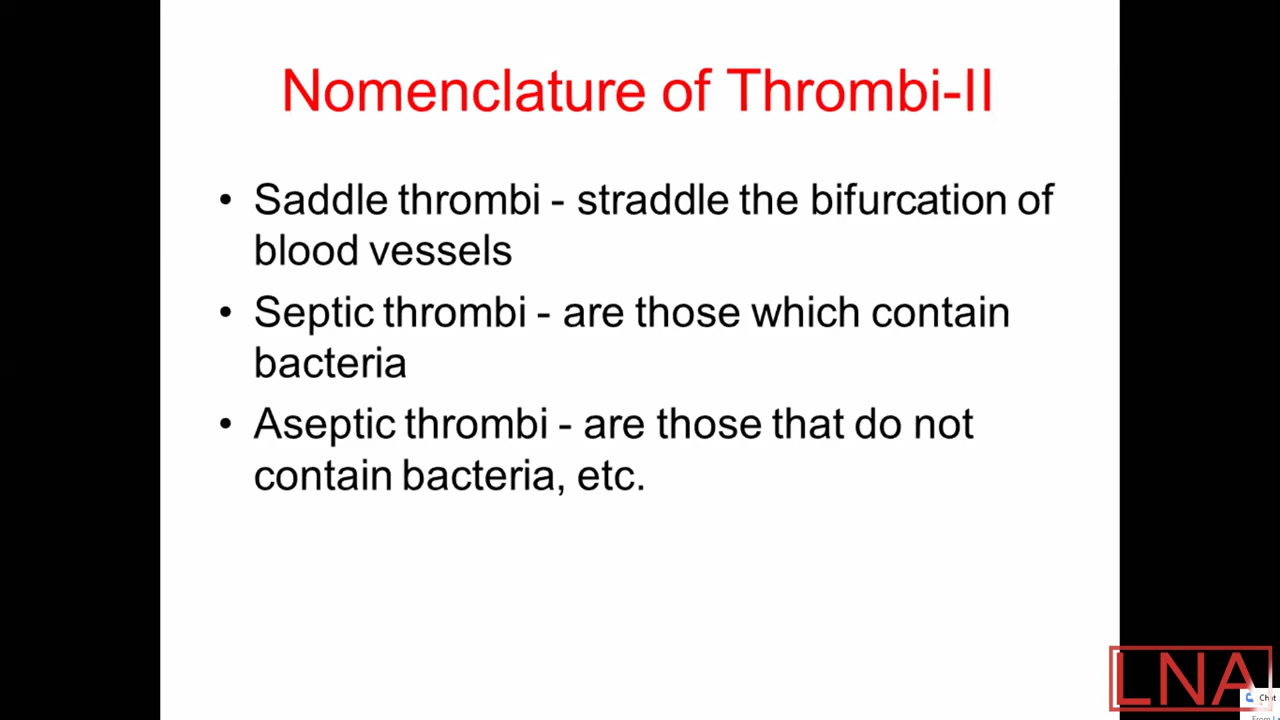 Nomenclature of Thrombi-II
• Saddle thrombi - straddle the bifurcation of
blood vessels
• Septic thrombi - are those which contain
bacteria
• Aseptic thrombi - are those that do not
contain bacteria, etc.
LNA
Chat